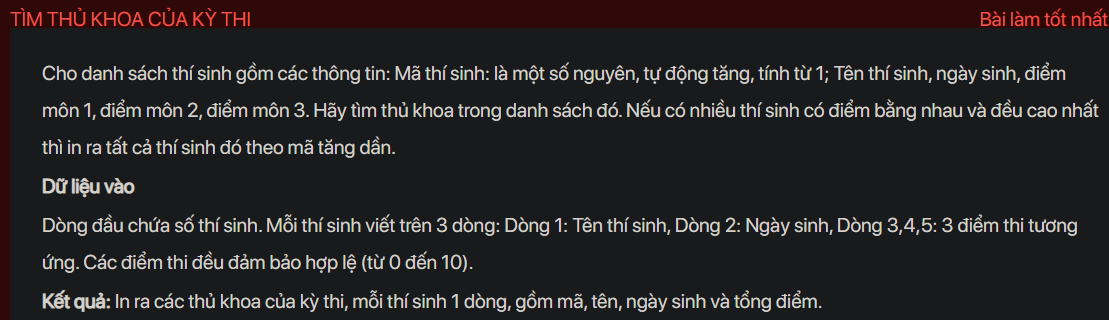 TÌM THỦ KHOA CỦA KỲ THI
Bài làm tốt nhất
Cho danh sách thí sinh gồm các thông tin: Mã thí sinh: là một số nguyên, tự động tăng, tính từ 1; Tên thí sinh, ngày sinh, điểm
môn 1, điểm môn 2, điểm môn 3. Hãy tìm thủ khoa trong danh sách đó. Nếu có nhiều thí sinh có điểm bằng nhau và đều cao nhất
thì in ra tất cả thí sinh đó theo mã tăng dần.
Dữ liệu vào
Dòng đầu chứa số thí sinh. Mỗi thí sinh viết trên 3 dòng: Dòng 1: Tên thí sinh, Dòng 2: Ngày sinh, Dòng 3,4,5: 3 điểm thi tương
ứng. Các điểm thi đều đảm bảo hợp lệ (từ 0 đến 10).
Kết quả: In ra các thủ khoa của kỳ thi, mỗi thí sinh 1 dòng, gồm mã, tên, ngày sinh và tổng điểm.